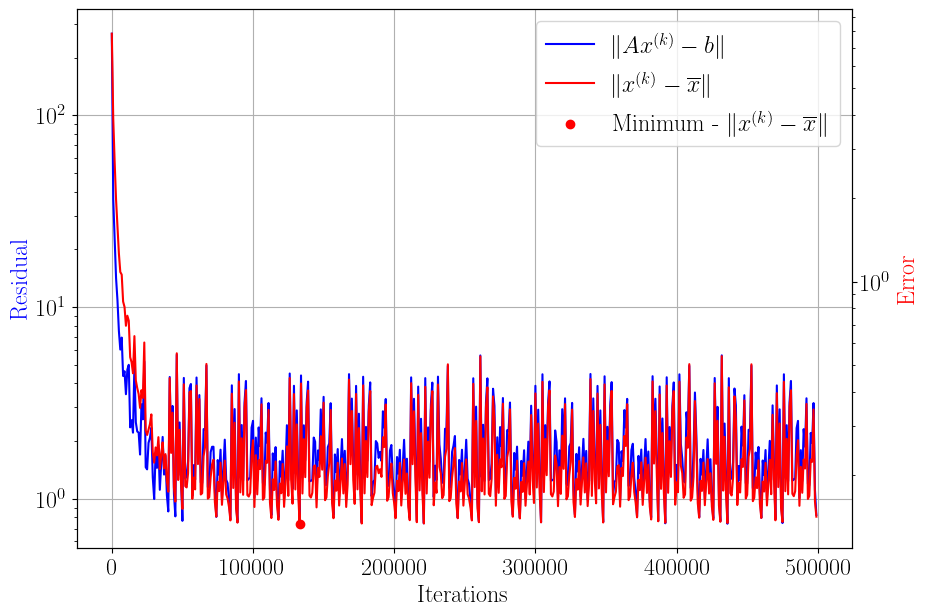 ‖Ax^(k) − b‖
‖x^(k) − x̅‖
Minimum - ‖x^(k) − x̅‖
10^2
10^1
10^0
Residual
10^0
Error
0 100000 200000 300000 400000 500000
Iterations